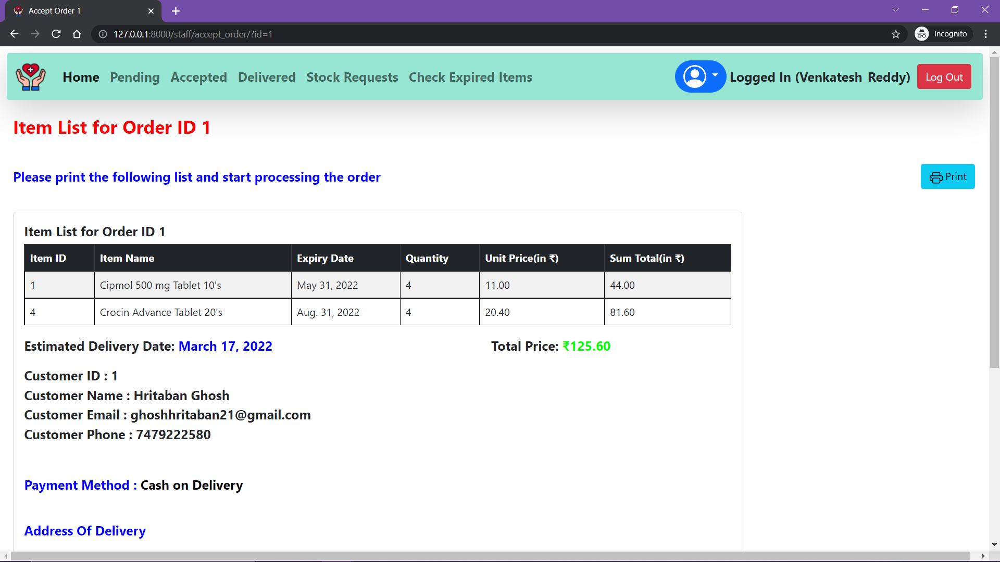 Accept Order 1
127.0.0.1:8000/staff/accept_order/?id=1
Incognito
Home Pending Accepted Delivered Stock Requests Check Expired Items Logged In (Venkatesh_Reddy) Log Out
Item List for Order ID 1
Please print the following list and start processing the order Print
Item List for Order ID 1
Item ID Item Name Expiry Date Quantity Unit Price(in ₹) Sum Total(in ₹)
1 Cipmol 500 mg Tablet 10's May 31, 2022 4 11.00 44.00
4 Crocin Advance Tablet 20's Aug. 31, 2022 4 20.40 81.60
Estimated Delivery Date: March 17, 2022 Total Price: ₹125.60
Customer ID : 1
Customer Name : Hritaban Ghosh
Customer Email : ghoshhritaban21@gmail.com
Customer Phone : 7479222580
Payment Method : Cash on Delivery
Address Of Delivery